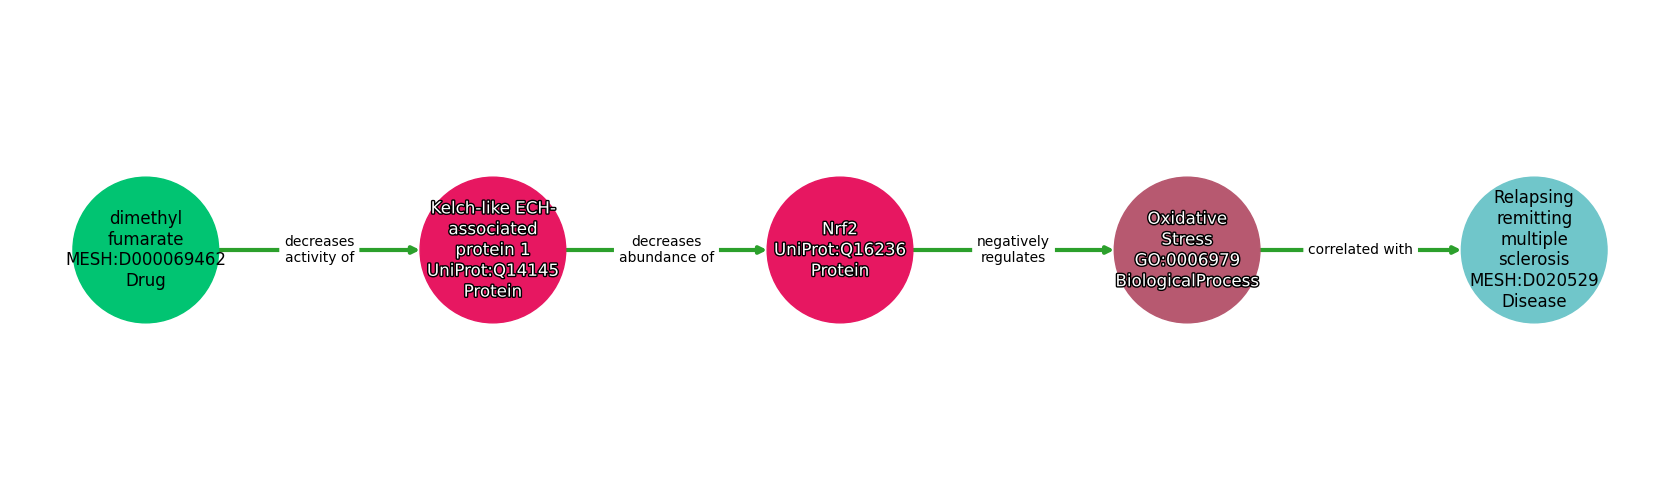 dimethyl
fumarate
MESH:D000069462
Drug
decreases
activity of
Kelch-like ECH-
associated
protein 1
UniProt:Q14145
Protein
decreases
abundance of
Nrf2
UniProt:Q16236
Protein
negatively
regulates
Oxidative
Stress
GO:0006979
BiologicalProcess
correlated with
Relapsing
remitting
multiple
sclerosis
MESH:D020529
Disease